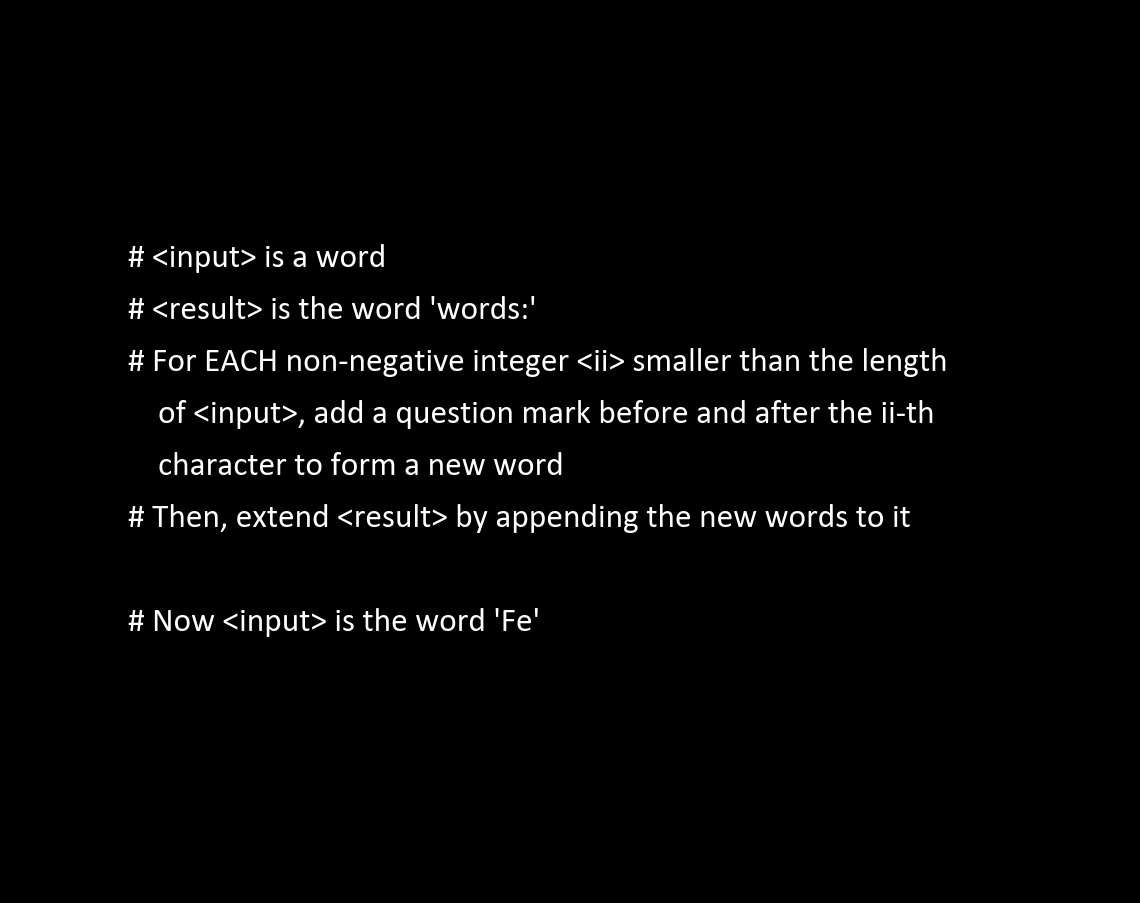 # <input> is a word
# <result> is the word 'words:'
# For EACH non-negative integer <ii> smaller than the length
of <input>, add a question mark before and after the ii-th
character to form a new word
# Then, extend <result> by appending the new words to it
# Now <input> is the word 'Fe'